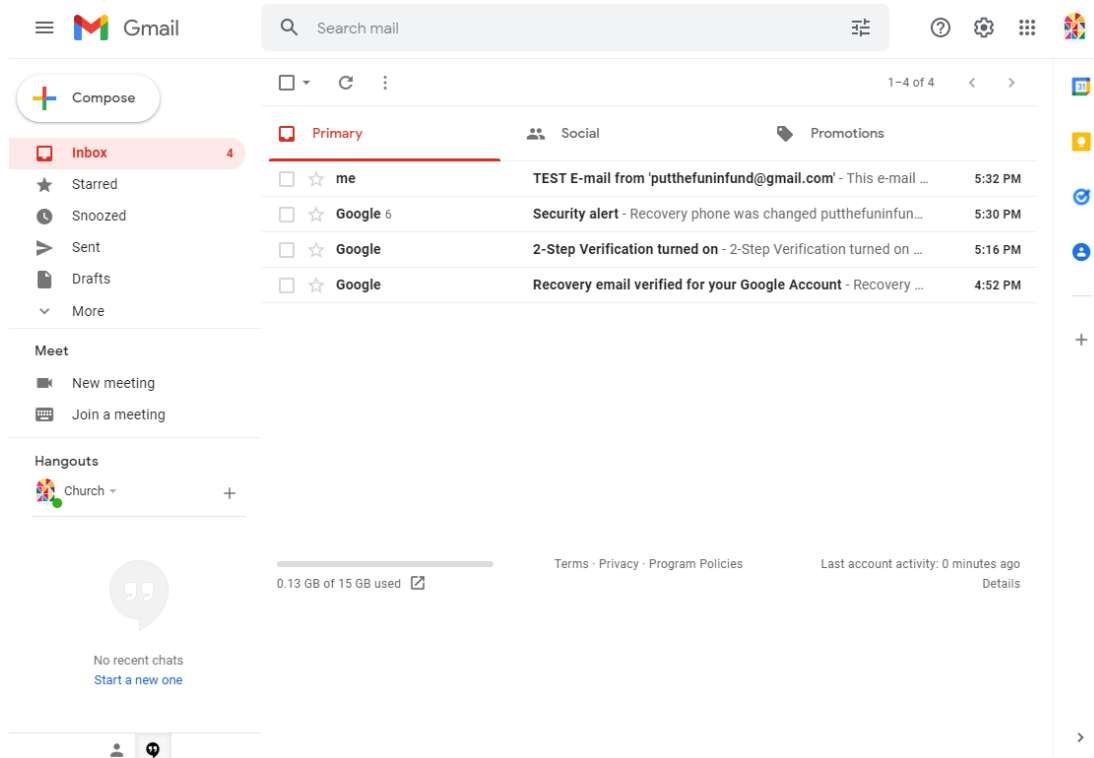 Gmail
Search mail
Compose
1–4 of 4
31
Primary
Social
Promotions
Inbox 4
Starred
Snoozed
Sent
Drafts
More
me TEST E-mail from 'putthefuninfund@gmail.com' - This e-mail ... 5:32 PM
Google 6 Security alert - Recovery phone was changed putthefuninfun... 5:30 PM
Google 2-Step Verification turned on - 2-Step Verification turned on ... 5:16 PM
Google Recovery email verified for your Google Account - Recovery ... 4:52 PM
Meet
New meeting
Join a meeting
Hangouts
Church
No recent chats
Start a new one
0.13 GB of 15 GB used
Terms · Privacy · Program Policies
Last account activity: 0 minutes ago
Details